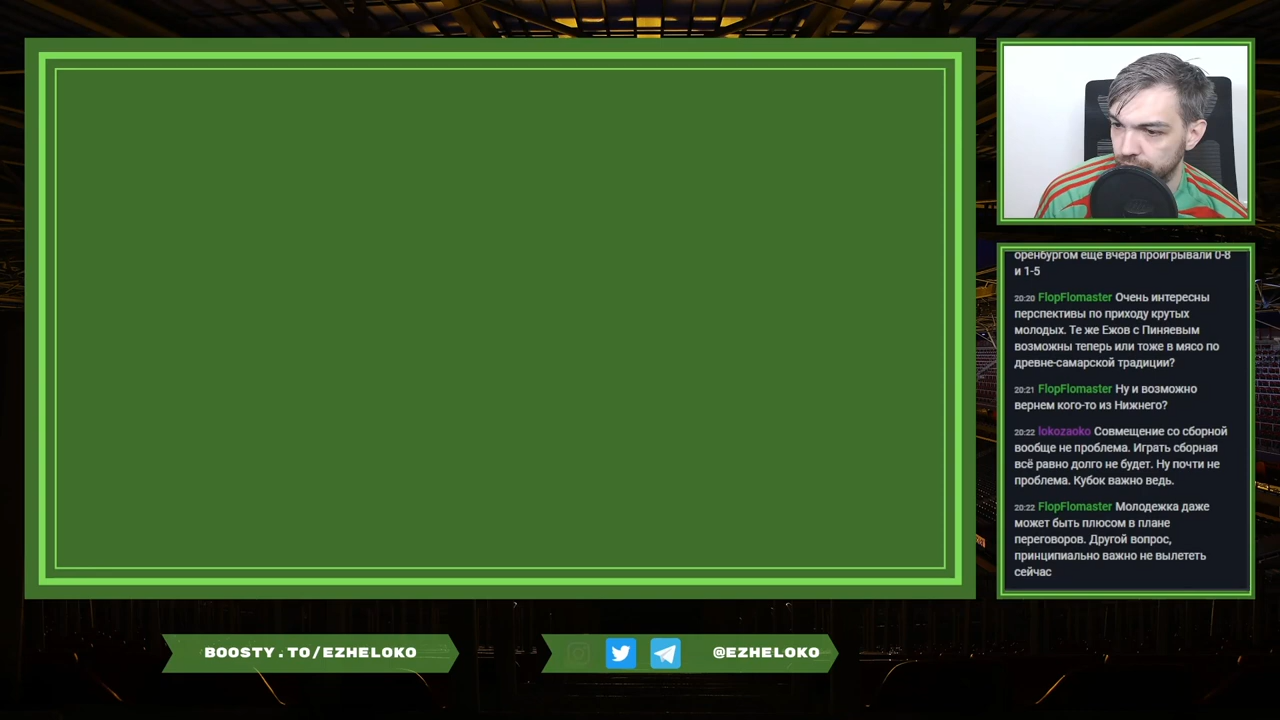 оренбургом еще вчера проигрывали 0-8
и 1-5
20:20 FlopFlomaster Очень интересны
перспективы по приходу крутых
молодых. Те же Ежов с Пиняевым
возможны теперь или тоже в мясо по
древне-самарской традиции?
20:21 FlopFlomaster Ну и возможно
вернем кого-то из Нижнего?
20:22 lokozaoko Совмещение со сборной
вообще не проблема. Играть сборная
всё равно долго не будет. Ну почти не
проблема. Кубок важно ведь.
20:22 FlopFlomaster Молодежка даже
может быть плюсом в плане
переговоров. Другой вопрос,
принципиально важно не вылететь
сейчас
BOOSTY.TO/EZHELOKO
@EZHELOKO